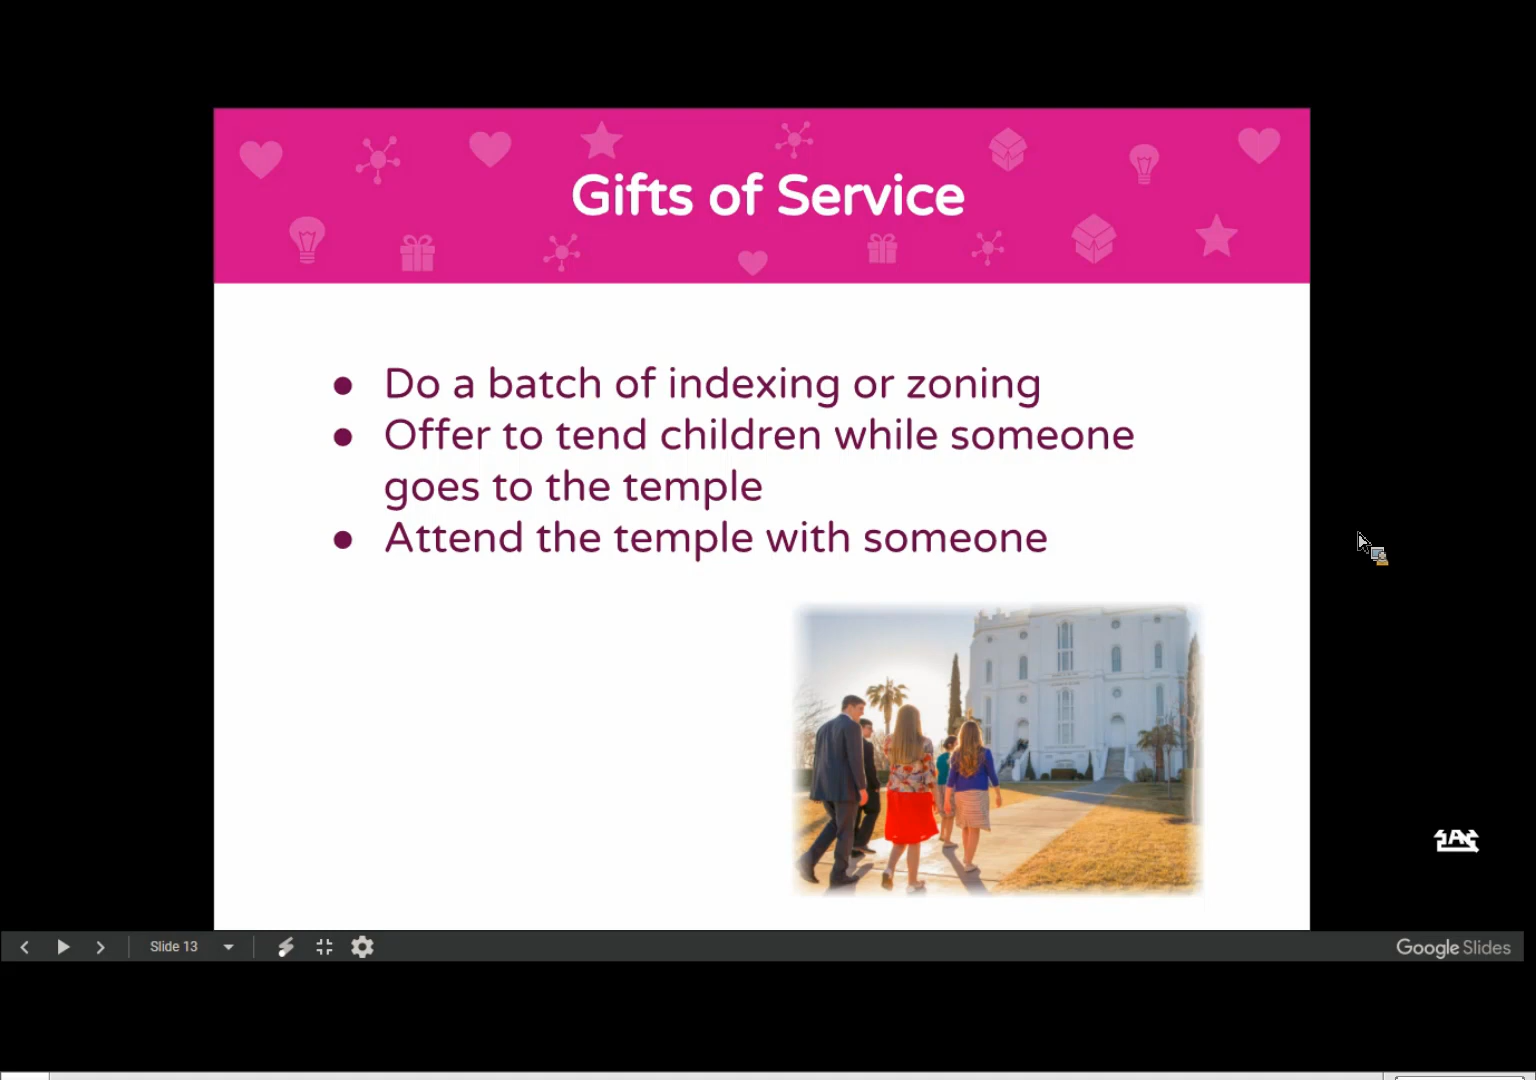 Gifts of Service
● Do a batch of indexing or zoning
● Offer to tend children while someone
goes to the temple
● Attend the temple with someone
Slide 13
Google Slides